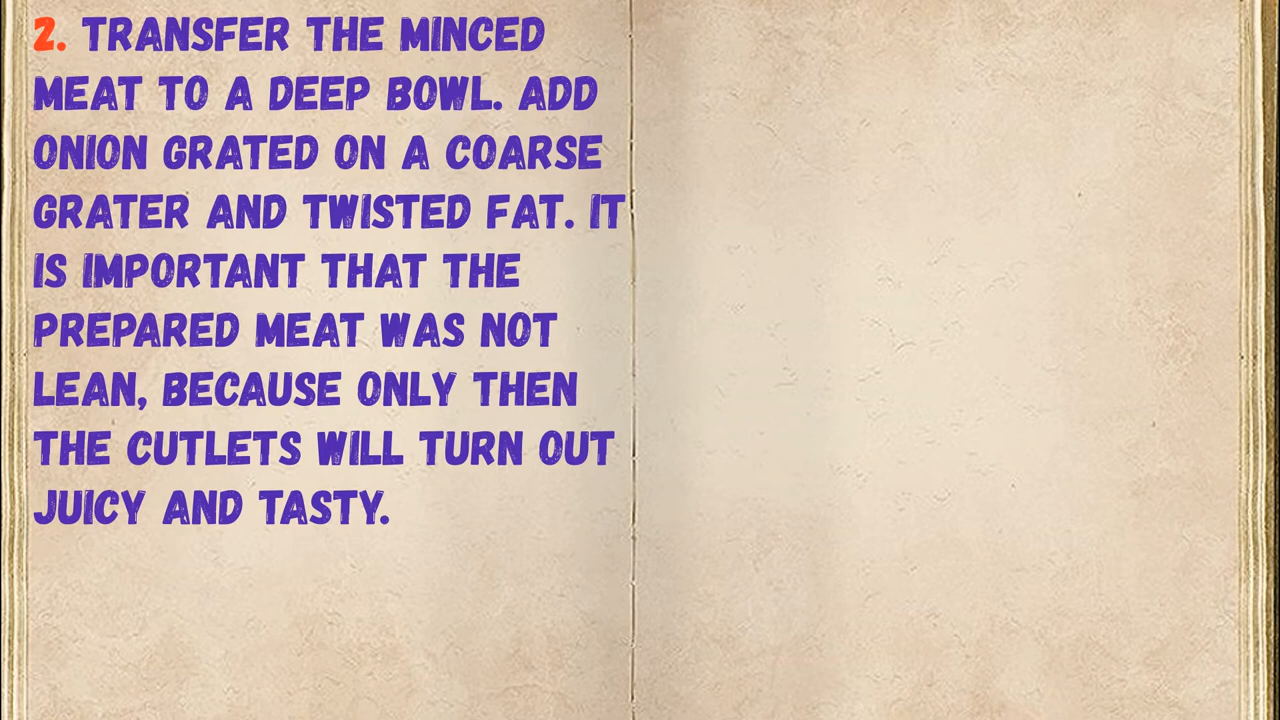 2. TRANSFER THE MINCED
MEAT TO A DEEP BOWL. ADD
ONION GRATED ON A COARSE
GRATER AND TWISTED FAT. IT
IS IMPORTANT THAT THE
PREPARED MEAT WAS NOT
LEAN, BECAUSE ONLY THEN
THE CUTLETS WILL TURN OUT
JUICY AND TASTY.